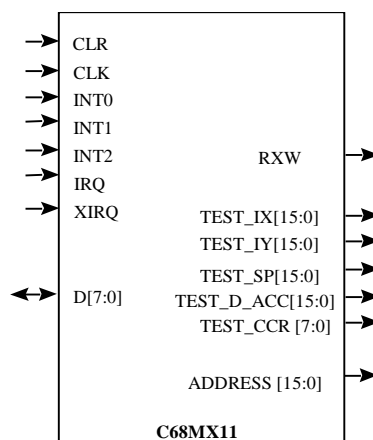 CLR
CLK
INT0
INT1
INT2
IRQ
XIRQ
D[7:0]
RXW
TEST_IX[15:0]
TEST_IY[15:0]
TEST_SP[15:0]
TEST_D_ACC[15:0]
TEST_CCR [7:0]
ADDRESS [15:0]
C68MX11